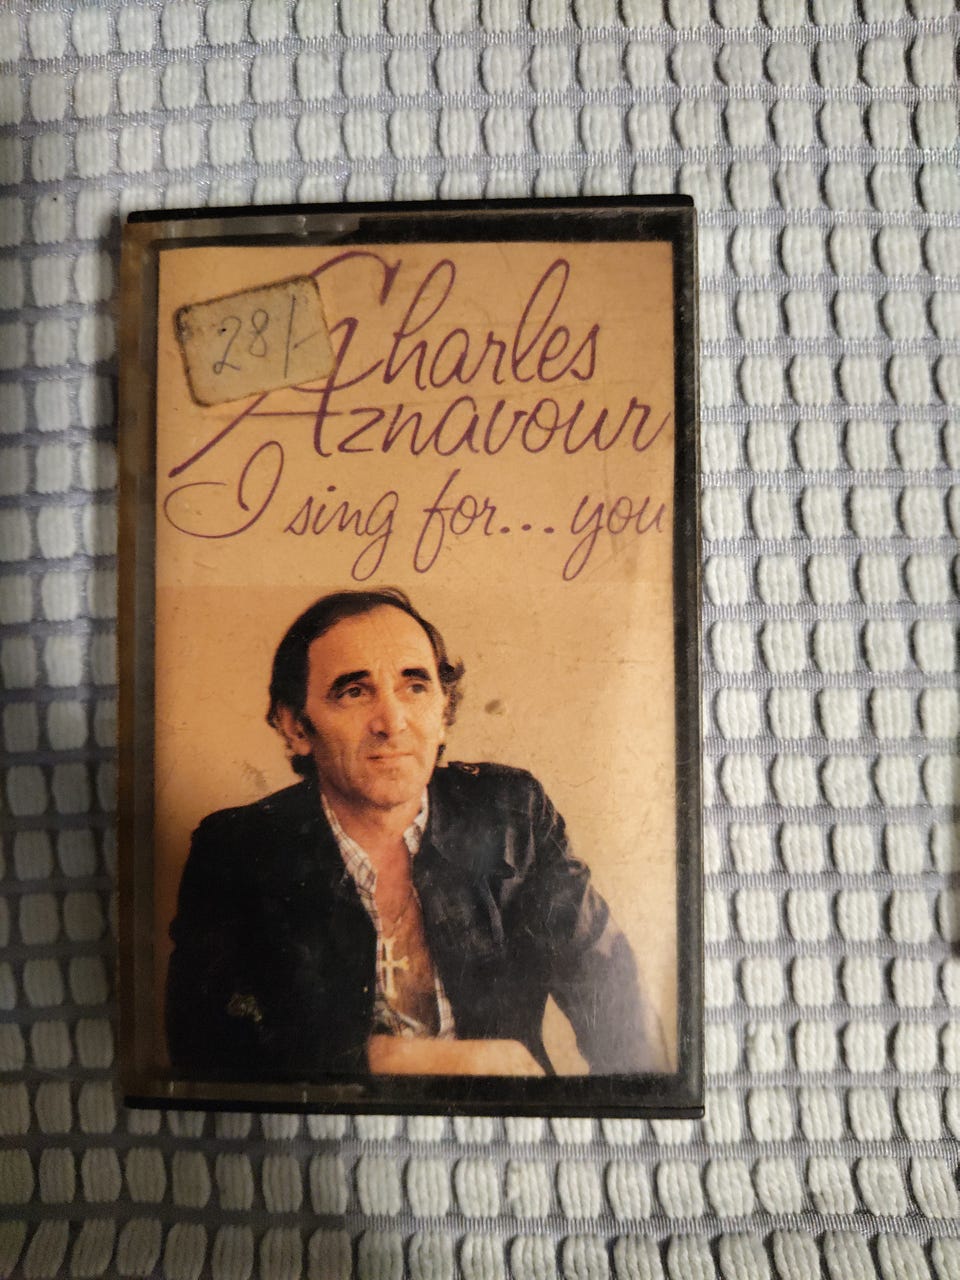 28/-
Charles
Aznavour
I sing for... you